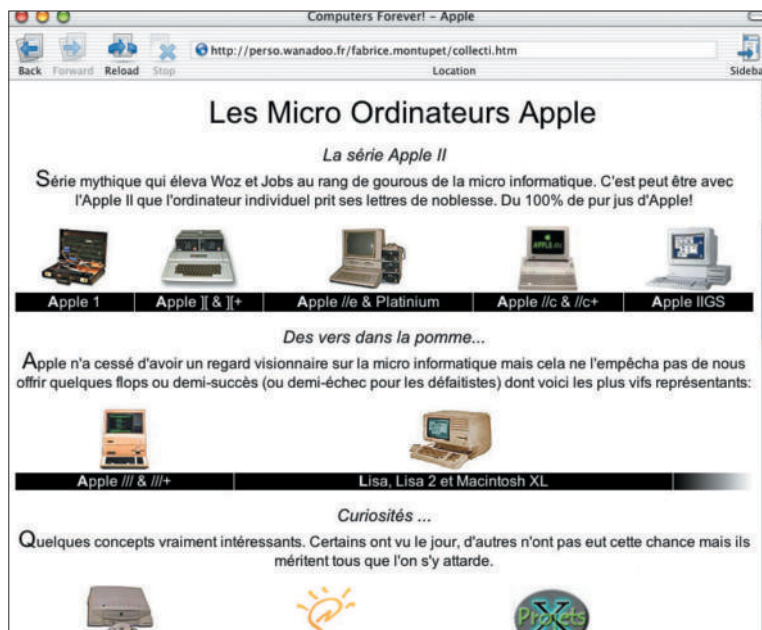 Computers Forever! – Apple
Back Forward Reload Stop
http://perso.wanadoo.fr/fabrice.montupet/collecti.htm
Location
Les Micro Ordinateurs Apple
La série Apple II
Série mythique qui éleva Woz et Jobs au rang de gourous de la micro informatique. C'est peut être avec
l'Apple II que l'ordinateur individuel prit ses lettres de noblesse. Du 100% de pur jus d'Apple!
APPLE //c
Apple 1
Apple ][ & ][+
Apple //e & Platinium
Apple //c & //c+
Apple IIGS
Des vers dans la pomme...
Apple n'a cessé d'avoir un regard visionnaire sur la micro informatique mais cela ne l'empêcha pas de nous
offrir quelques flops ou demi-succès (ou demi-échec pour les défaitistes) dont voici les plus vifs représentants:
Apple /// & ///+
Lisa, Lisa 2 et Macintosh XL
Curiosités ...
Quelques concepts vraiment intéressants. Certains ont vu le jour, d'autres n'ont pas eut cette chance mais ils
méritent tous que l'on s'y attarde.
X
Projets